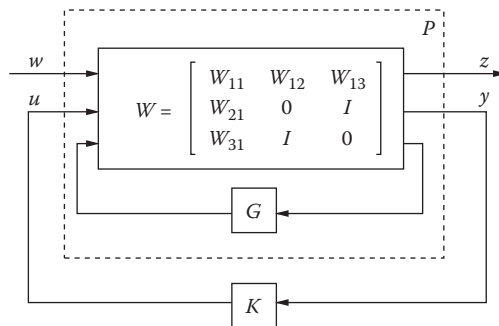 P
w
z
W₁₁ W₁₂ W₁₃
u
W = W₂₁ 0 I
y
W₃₁ I 0
G
K